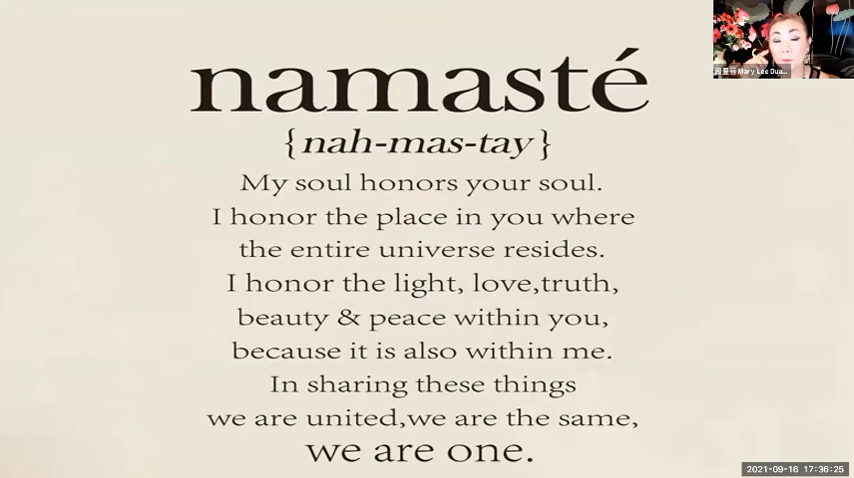 namasté
{nah-mas-tay}
My soul honors your soul.
I honor the place in you where
the entire universe resides.
I honor the light, love,truth,
beauty & peace within you,
because it is also within me.
In sharing these things
we are united,we are the same,
we are one.
Mary Lee Dua...
2021-09-16 17:36:25